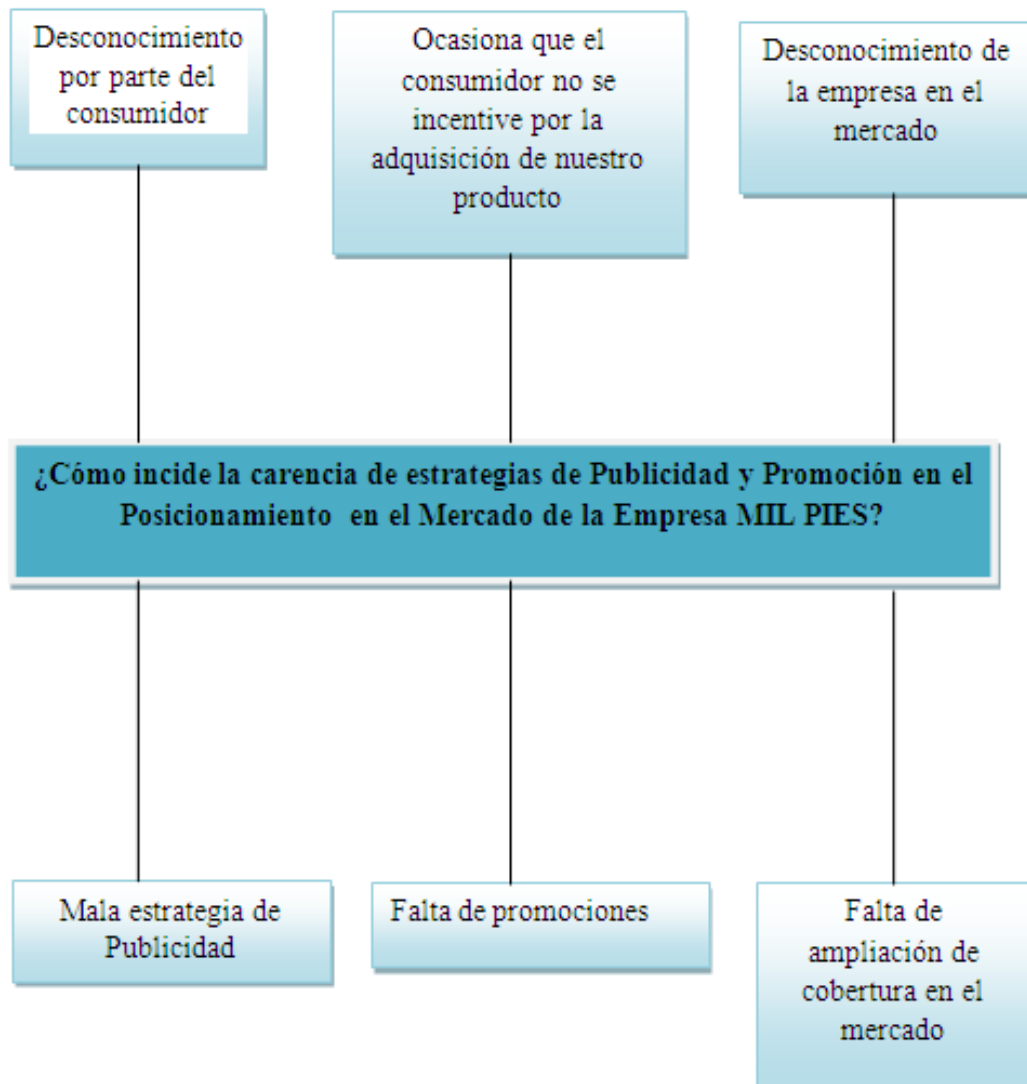 Desconocimiento
por parte del
consumidor
Ocasiona que el
consumidor no se
incentive por la
adquisición de nuestro
producto
Desconocimiento de
la empresa en el
mercado
¿Cómo incide la carencia de estrategias de Publicidad y Promoción en el
Posicionamiento en el Mercado de la Empresa MIL PIES?
Mala estrategia de
Publicidad
Falta de promociones
Falta de
ampliación de
cobertura en el
mercado